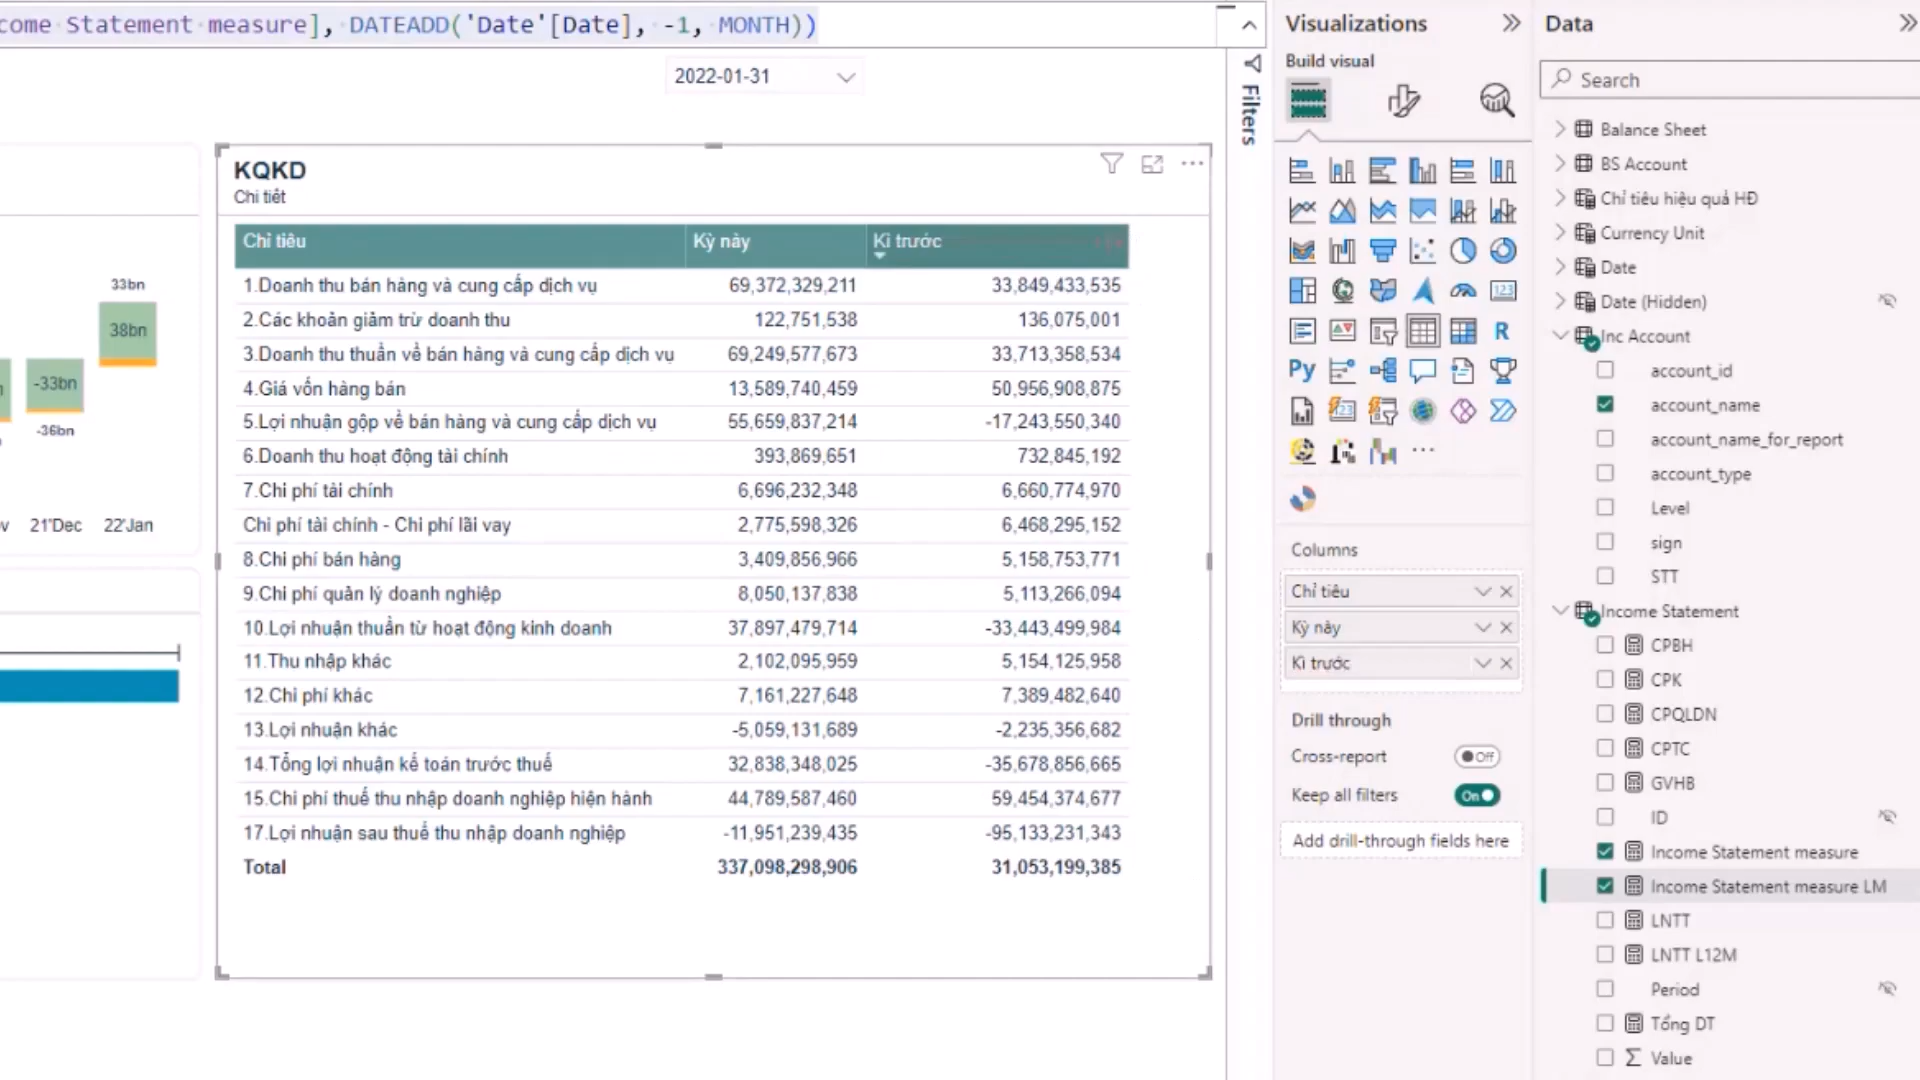 come Statement measure], DATEADD('Date'[Date], -1, MONTH))
2022-01-31
KQKD
Chi tiết
Chỉ tiêu Kỳ này Kì trước
1.Doanh thu bán hàng và cung cấp dịch vụ 69,372,329,211 33,849,433,535
2.Các khoản giảm trừ doanh thu 122,751,538 136,075,001
3.Doanh thu thuần về bán hàng và cung cấp dịch vụ 69,249,577,673 33,713,358,534
4.Giá vốn hàng bán 13,589,740,459 50,956,908,875
5.Lợi nhuận gộp về bán hàng và cung cấp dịch vụ 55,659,837,214 -17,243,550,340
6.Doanh thu hoạt động tài chính 393,869,651 732,845,192
7.Chi phí tài chính 6,696,232,348 6,660,774,970
Chi phí tài chính - Chi phí lãi vay 2,775,598,326 6,468,295,152
8.Chi phí bán hàng 3,409,856,966 5,158,753,771
9.Chi phí quản lý doanh nghiệp 8,050,137,838 5,113,266,094
10.Lợi nhuận thuần từ hoạt động kinh doanh 37,897,479,714 -33,443,499,984
11.Thu nhập khác 2,102,095,959 5,154,125,958
12.Chi phí khác 7,161,227,648 7,389,482,640
13.Lợi nhuận khác -5,059,131,689 -2,235,356,682
14.Tổng lợi nhuận kế toán trước thuế 32,838,348,025 -35,678,856,665
15.Chi phí thuế thu nhập doanh nghiệp hiện hành 44,789,587,460 59,454,374,677
17.Lợi nhuận sau thuế thu nhập doanh nghiệp -11,951,239,435 -95,133,231,343
Total 337,098,298,906 31,053,199,385
33bn
38bn
-33bn
-36bn
v 21'Dec 22'Jan
Filters
Visualizations
Build visual
123
R
Py
123
Columns
Chỉ tiêu
Kỳ này
Kì trước
Drill through
Cross-report Off
Keep all filters On
Add drill-through fields here
Data
Search
Balance Sheet
BS Account
Chỉ tiêu hiệu quả HĐ
Currency Unit
Date
Date (Hidden)
Inc Account
account_id
account_name
account_name_for_report
account_type
Level
sign
STT
Income Statement
CPBH
CPK
CPQLDN
CPTC
GVHB
ID
Income Statement measure
Income Statement measure LM
LNTT
LNTT L12M
Period
Tổng DT
Value